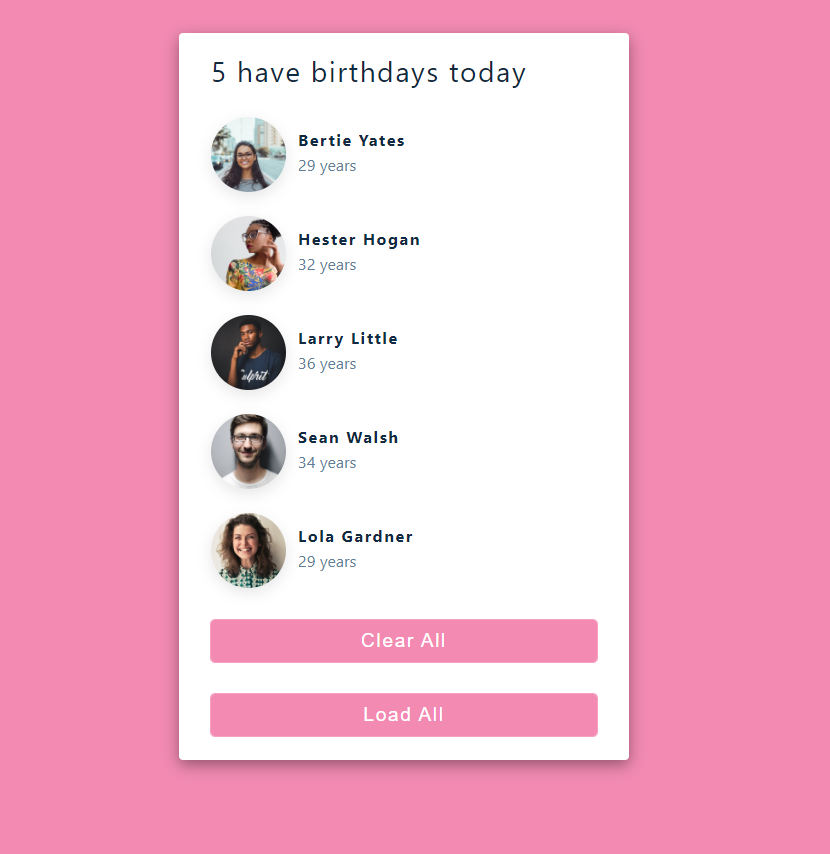 5 have birthdays today
Bertie Yates
29 years
Hester Hogan
32 years
Larry Little
36 years
Sean Walsh
34 years
Lola Gardner
29 years
Clear All
Load All